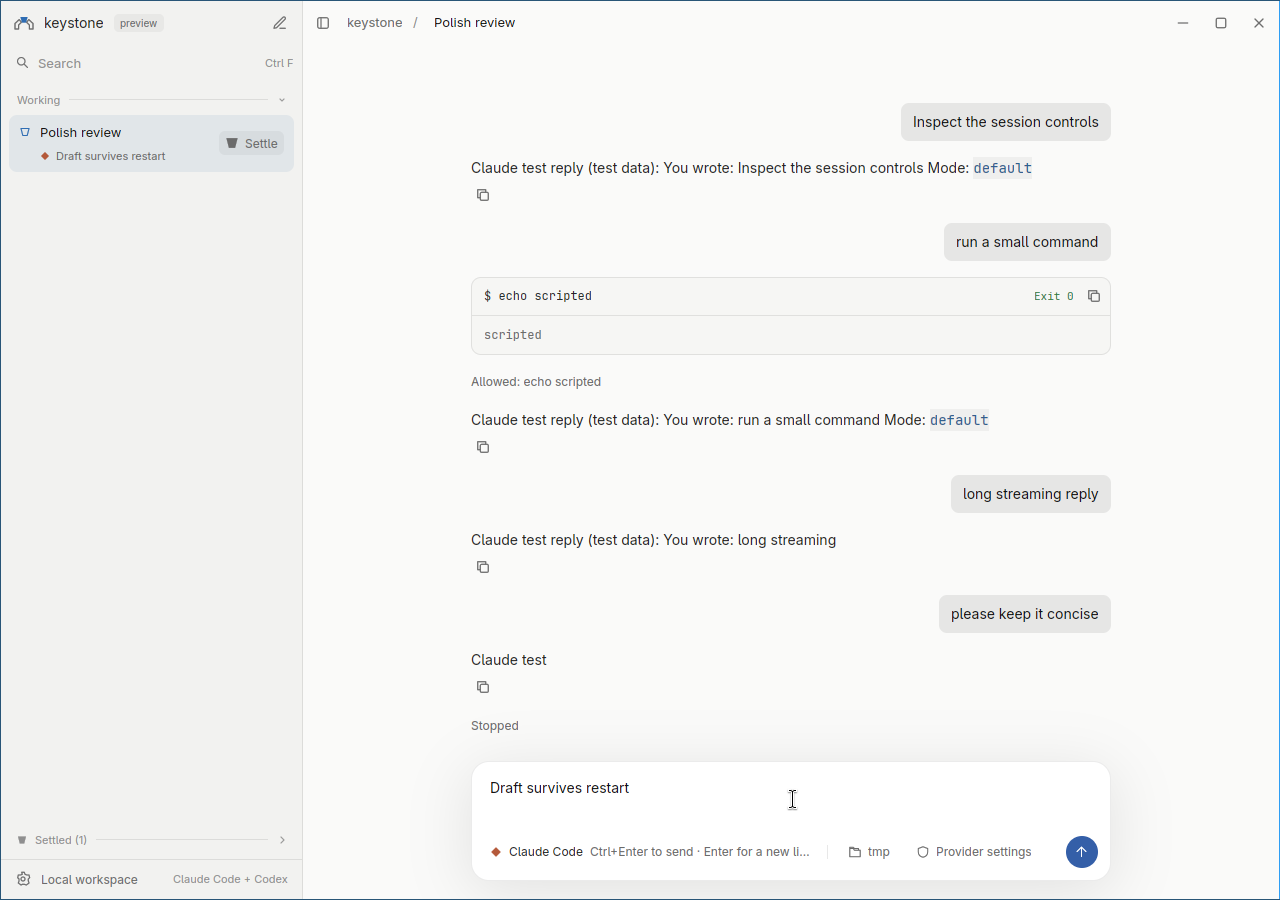 keystone preview
keystone / Polish review
Search Ctrl F
Working
Polish review
Draft survives restart
Settle
Inspect the session controls
Claude test reply (test data): You wrote: Inspect the session controls Mode: default
run a small command
$ echo scripted Exit 0
scripted
Allowed: echo scripted
Claude test reply (test data): You wrote: run a small command Mode: default
long streaming reply
Claude test reply (test data): You wrote: long streaming
please keep it concise
Claude test
Stopped
Draft survives restart
Claude Code Ctrl+Enter to send · Enter for a new li... tmp Provider settings
Settled (1)
Local workspace Claude Code + Codex